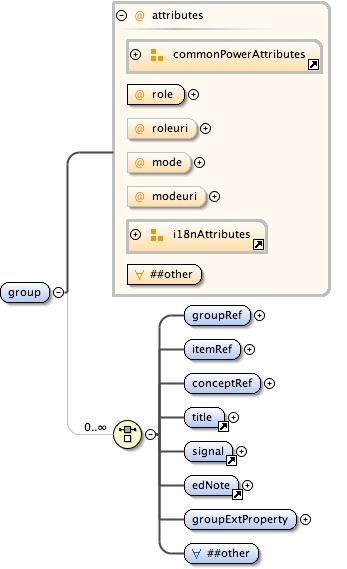 @ attributes
commonPowerAttributes
@ role
@ roleuri
@ mode
@ modeuri
i18nAttributes
∀ ##other
group
groupRef
itemRef
conceptRef
0..∞
title
signal
edNote
groupExtProperty
∀ ##other